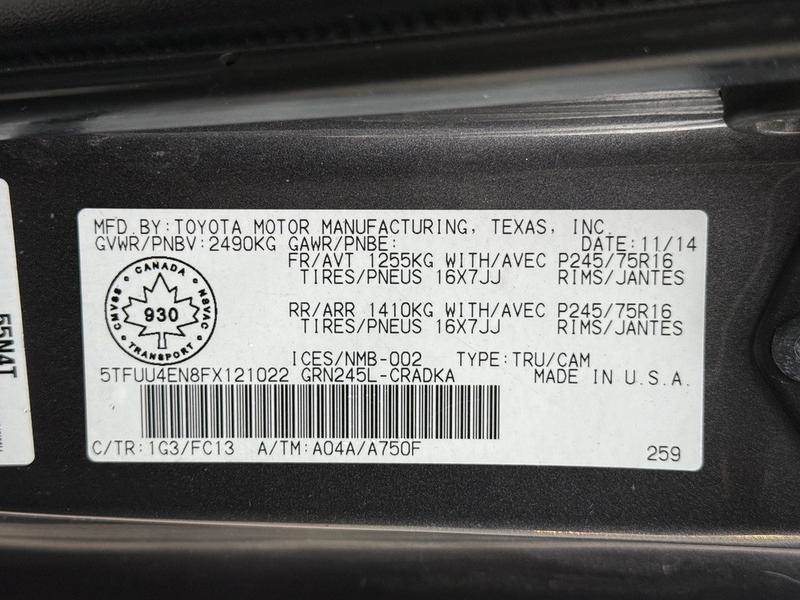 MFD.BY:TOYOTA MOTOR MANUFACTURING, TEXAS, INC.
GVWR/PNBV:2490KG GAWR/PNBE: DATE:11/14
FR/AVT 1255KG WITH/AVEC P245/75R16
TIRES/PNEUS 16X7JJ RIMS/JANTES
CANADA
CMVSS 930 NSVAC
TRANSPORT
RR/ARR 1410KG WITH/AVEC P245/75R16
TIRES/PNEUS 16X7JJ RIMS/JANTES
ICES/NMB-002 TYPE:TRU/CAM
5TFUU4EN8FX121022 GRN245L-CRADKA MADE IN U.S.A.
C/TR:1G3/FC13 A/TM:A04A/A750F 259
55N4T